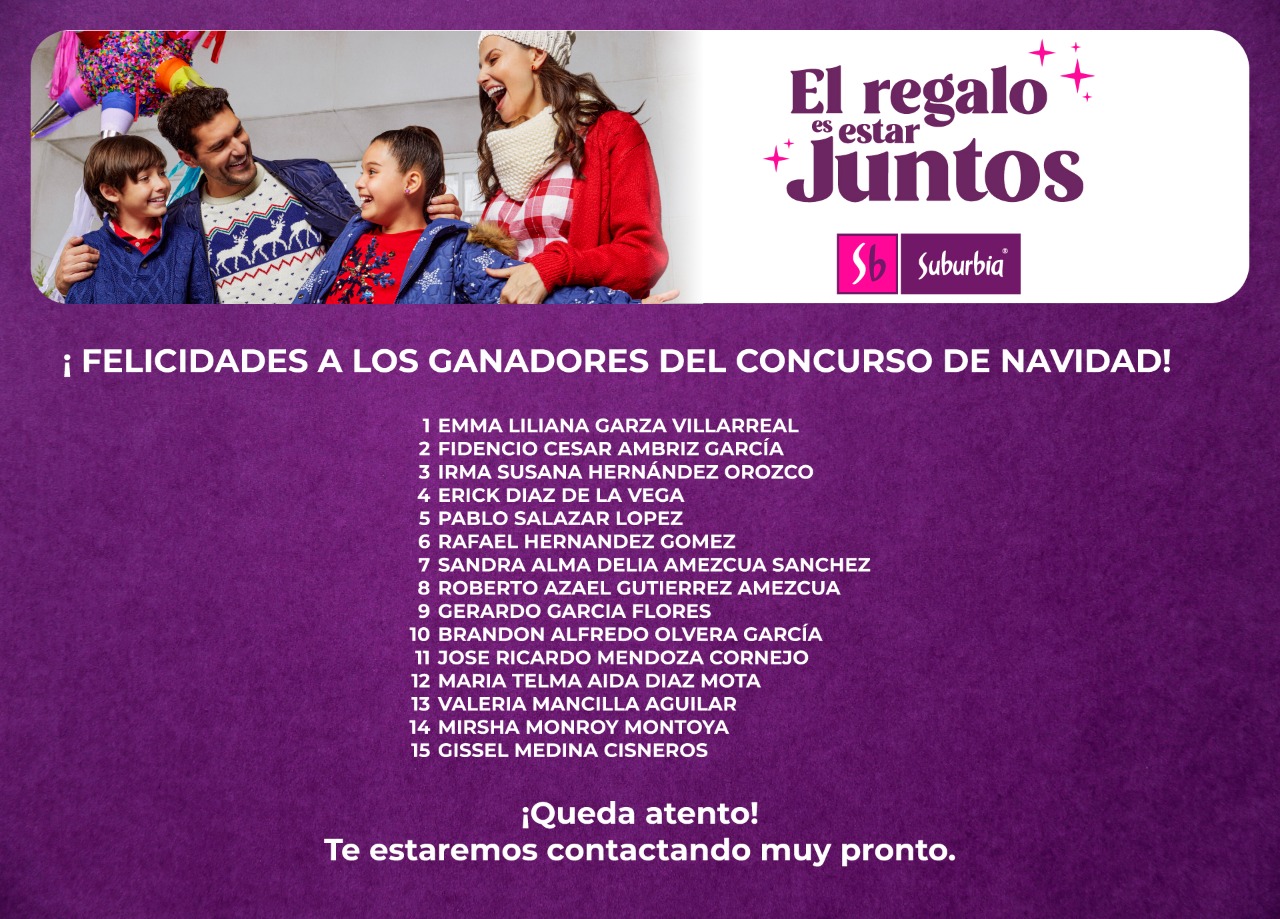 El regalo
es estar
Juntos
Sb Suburbia®
¡ FELICIDADES A LOS GANADORES DEL CONCURSO DE NAVIDAD!
1 EMMA LILIANA GARZA VILLARREAL
2 FIDENCIO CESAR AMBRIZ GARCÍA
3 IRMA SUSANA HERNÁNDEZ OROZCO
4 ERICK DIAZ DE LA VEGA
5 PABLO SALAZAR LOPEZ
6 RAFAEL HERNANDEZ GOMEZ
7 SANDRA ALMA DELIA AMEZCUA SANCHEZ
8 ROBERTO AZAEL GUTIERREZ AMEZCUA
9 GERARDO GARCIA FLORES
10 BRANDON ALFREDO OLVERA GARCÍA
11 JOSE RICARDO MENDOZA CORNEJO
12 MARIA TELMA AIDA DIAZ MOTA
13 VALERIA MANCILLA AGUILAR
14 MIRSHA MONROY MONTOYA
15 GISSEL MEDINA CISNEROS
¡Queda atento!
Te estaremos contactando muy pronto.